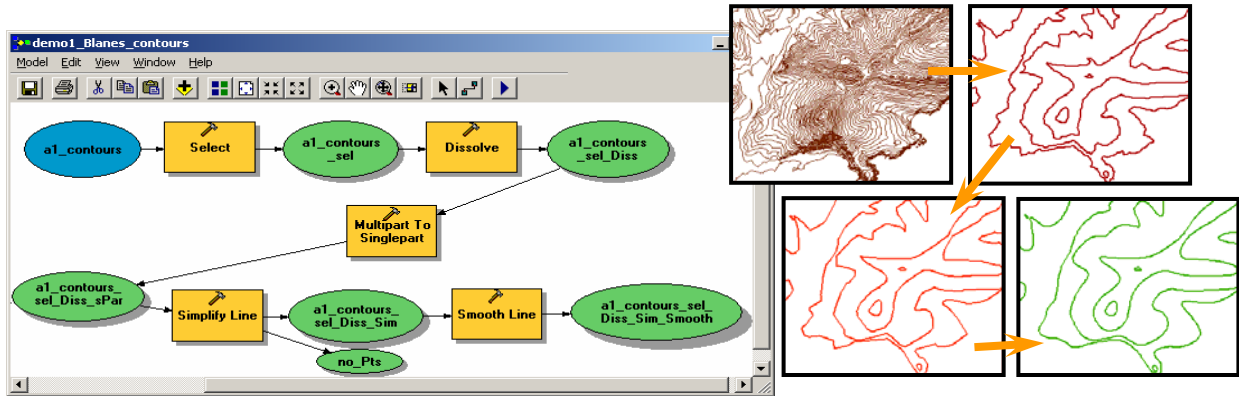 demo1_Blanes_contours
Model Edit View Window Help
a1_contours
Select
a1_contours
_sel
Dissolve
a1_contours
_sel_Diss
Multipart To
Singlepart
a1_contours_
sel_Diss_sPar
Simplify Line
a1_contours_
sel_Diss_Sim
Smooth Line
a1_contours_sel_
Diss_Sim_Smooth
no_Pts